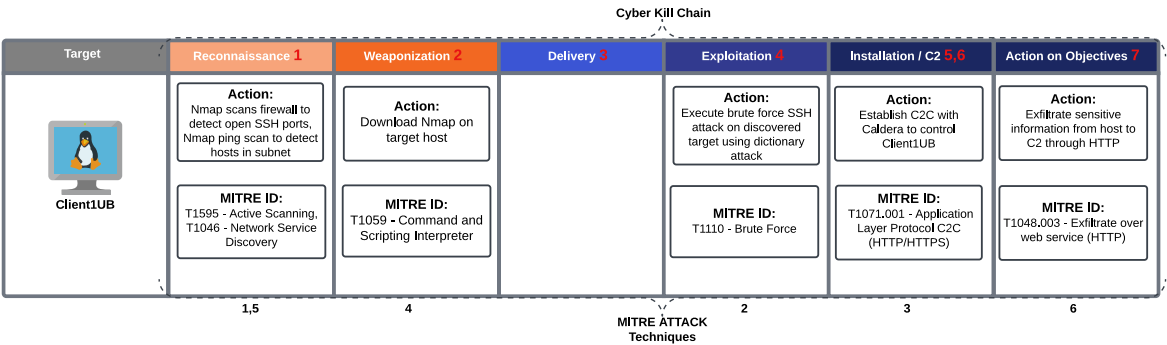 Cyber Kill Chain
Target
Reconnaissance 1
Weaponization 2
Delivery 3
Exploitation 4
Installation / C2 5,6
Action on Objectives 7
Action:
Nmap scans firewall to
detect open SSH ports,
Nmap ping scan to detect
hosts in subnet
Action:
Download Nmap on
target host
Action:
Execute brute force SSH
attack on discovered
target using dictionary
attack
Action:
Establish C2C with
Caldera to control
Client1UB
Action:
Exfiltrate sensitive
information from host to
C2 through HTTP
Client1UB
MITRE ID:
T1595 - Active Scanning,
T1046 - Network Service
Discovery
MITRE ID:
T1059 - Command and
Scripting Interpreter
MITRE ID:
T1110 - Brute Force
MITRE ID:
T1071.001 - Application
Layer Protocol C2C
(HTTP/HTTPS)
MITRE ID:
T1048.003 - Exfiltrate over
web service (HTTP)
1,5
4
2
3
6
MITRE ATTACK
Techniques